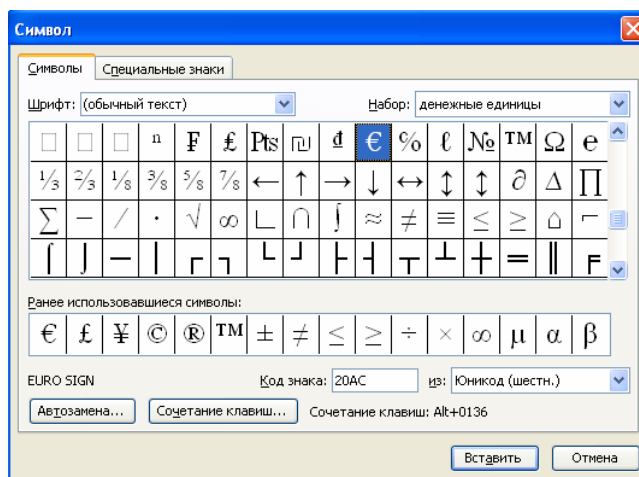 Символ
Символы Специальные знаки
Шрифт: (обычный текст) Набор: денежные единицы
□ □ □ ⁿ ₣ ₤ ₧ ₪ ₫ € ℅ ℓ № ™ Ω ℮
⅓ ⅔ ⅛ ⅜ ⅝ ⅞ ← ↑ → ↓ ↔ ↕ ↨ ∂ ∆ ∏
∑ − ∕ ∙ √ ∞ ∟ ∩ ∫ ≈ ≠ ≡ ≤ ≥ ⌂ ⌐
⌠ ⌡ ─ │ ┌ ┐ └ ┘ ├ ┤ ┬ ┴ ┼ ═ ║ ╒
Ранее использовавшиеся символы:
€ £ ¥ © ® ™ ± ≠ ≤ ≥ ÷ × ∞ µ α β
EURO SIGN Код знака: 20AC из: Юникод (шестн.)
Автозамена... Сочетание клавиш... Сочетание клавиш: Alt+0136
Вставить Отмена